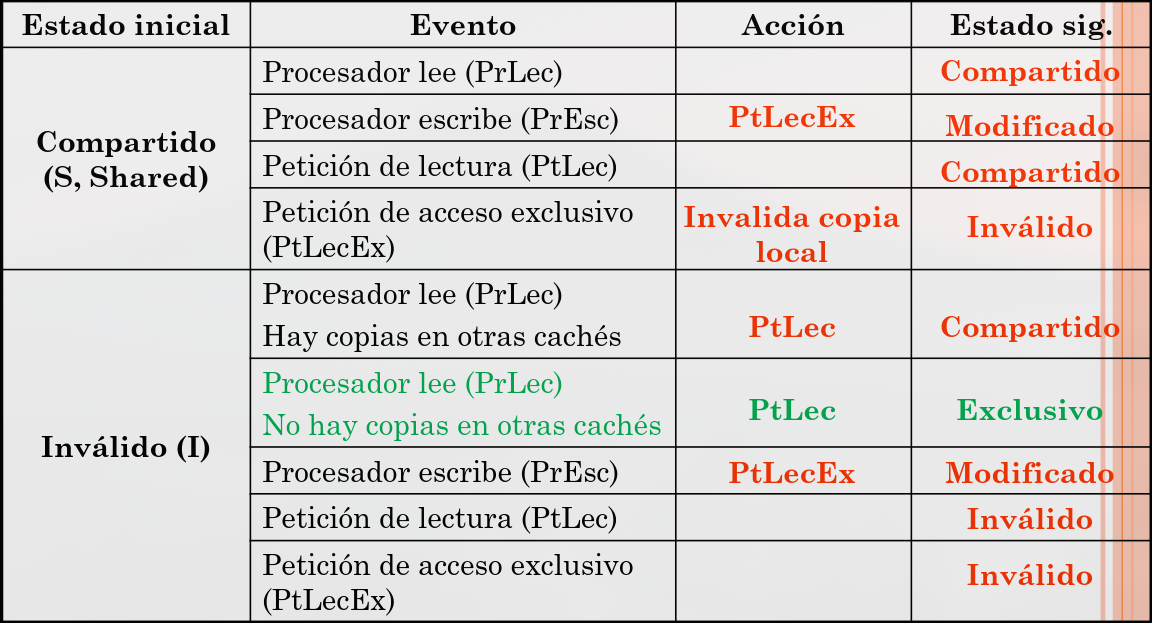 Estado inicial Evento Acción Estado sig.
Compartido
(S, Shared)
Procesador lee (PrLec) Compartido
Procesador escribe (PrEsc) PtLecEx Modificado
Petición de lectura (PtLec) Compartido
Petición de acceso exclusivo
(PtLecEx)
Invalida copia
local
Inválido
Inválido (I)
Procesador lee (PrLec)
Hay copias en otras cachés
PtLec Compartido
Procesador lee (PrLec)
No hay copias en otras cachés
PtLec Exclusivo
Procesador escribe (PrEsc) PtLecEx Modificado
Petición de lectura (PtLec) Inválido
Petición de acceso exclusivo
(PtLecEx)
Inválido